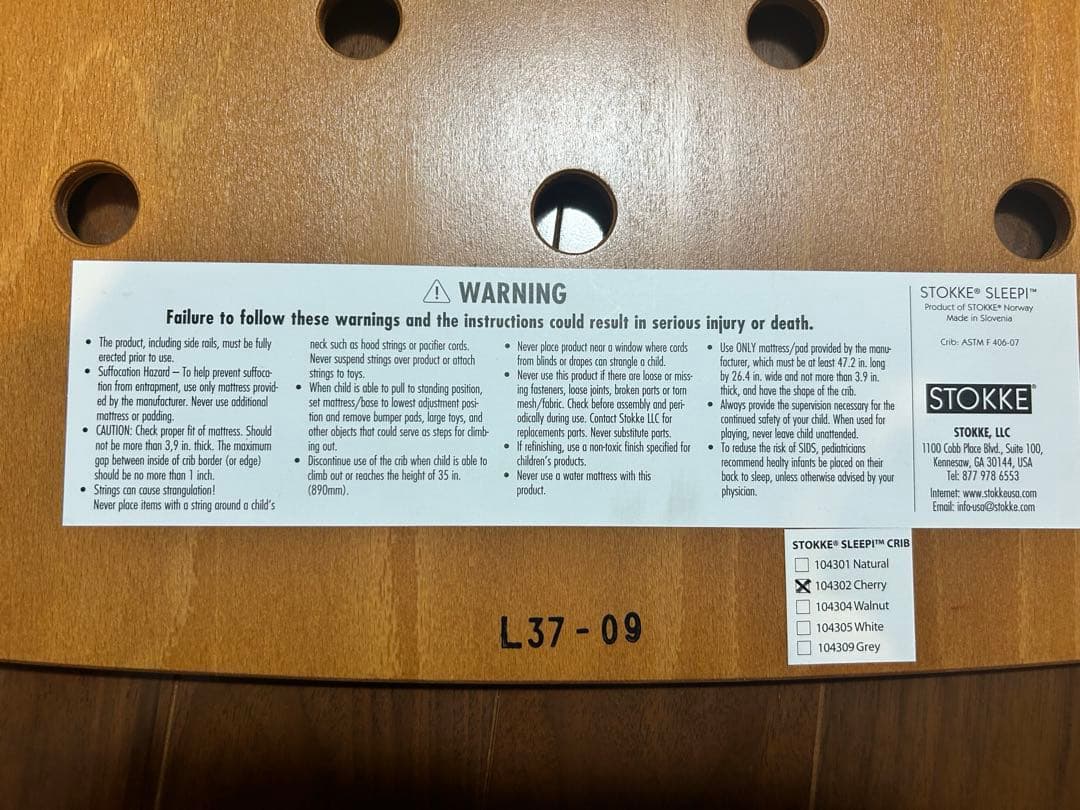 ⚠ WARNING
Failure to follow these warnings and the instructions could result in serious injury or death.
• The product, including side rails, must be fully
erected prior to use.
• Suffocation Hazard – To help prevent suffoca-
tion from entrapment, use only mattress provid-
ed by the manufacturer. Never use additional
mattress or padding.
• CAUTION: Check proper fit of mattress. Should
not be more than 3,9 in. thick. The maximum
gap between inside of crib border (or edge)
should be no more than 1 inch.
• Strings can cause strangulation!
Never place items with a string around a child's
neck such as hood strings or pacifier cords.
Never suspend strings over product or attach
strings to toys.
• When child is able to pull to standing position,
set mattress/base to lowest adjustment posi-
tion and remove bumper pads, large toys, and
other objects that could serve as steps for climb-
ing out.
• Discontinue use of the crib when child is able to
climb out or reaches the height of 35 in.
(890mm).
• Never place product near a window where cords
from blinds or drapes can strangle a child.
• Never use this product if there are loose or miss-
ing fasteners, loose joints, broken parts or torn
mesh/fabric. Check before assembly and peri-
odically during use. Contact Stokke LLC for
replacements parts. Never substitute parts.
• If refinishing, use a non-toxic finish specified for
children's products.
• Never use a water mattress with this
product.
• Use ONLY mattress/pad provided by the manu-
facturer, which must be at least 47.2 in. long
by 26.4 in. wide and not more than 3.9 in.
thick, and have the shape of the crib.
• Always provide the supervision necessary for the
continued safety of your child. When used for
playing, never leave child unattended.
• To reduse the risk of SIDS, pediatricians
recommend healty infants be placed on their
back to sleep, unless otherwise advised by your
physician.
STOKKE® SLEEPI™
Product of STOKKE® Norway
Made in Slovenia
Crib: ASTM F 406-07
STOKKE®
STOKKE, LLC
1100 Cobb Place Blvd., Suite 100,
Kennesaw, GA 30144, USA
Tel: 877 978 6553
Internet: www.stokkeusa.com
Email: info-usa@stokke.com
STOKKE® SLEEPI™ CRIB
☐ 104301 Natural
☒ 104302 Cherry
☐ 104304 Walnut
☐ 104305 White
☐ 104309 Grey
L37-09